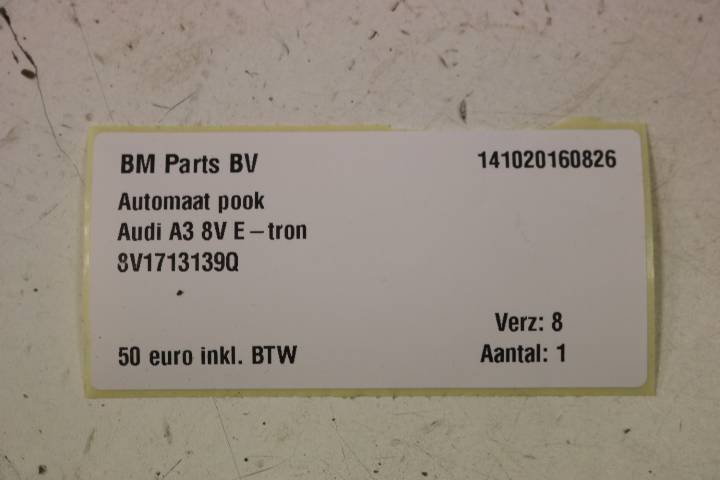 BM Parts BV 141020160826
Automaat pook
Audi A3 8V E–tron
8V1713139Q
Verz: 8
50 euro inkl. BTW Aantal: 1